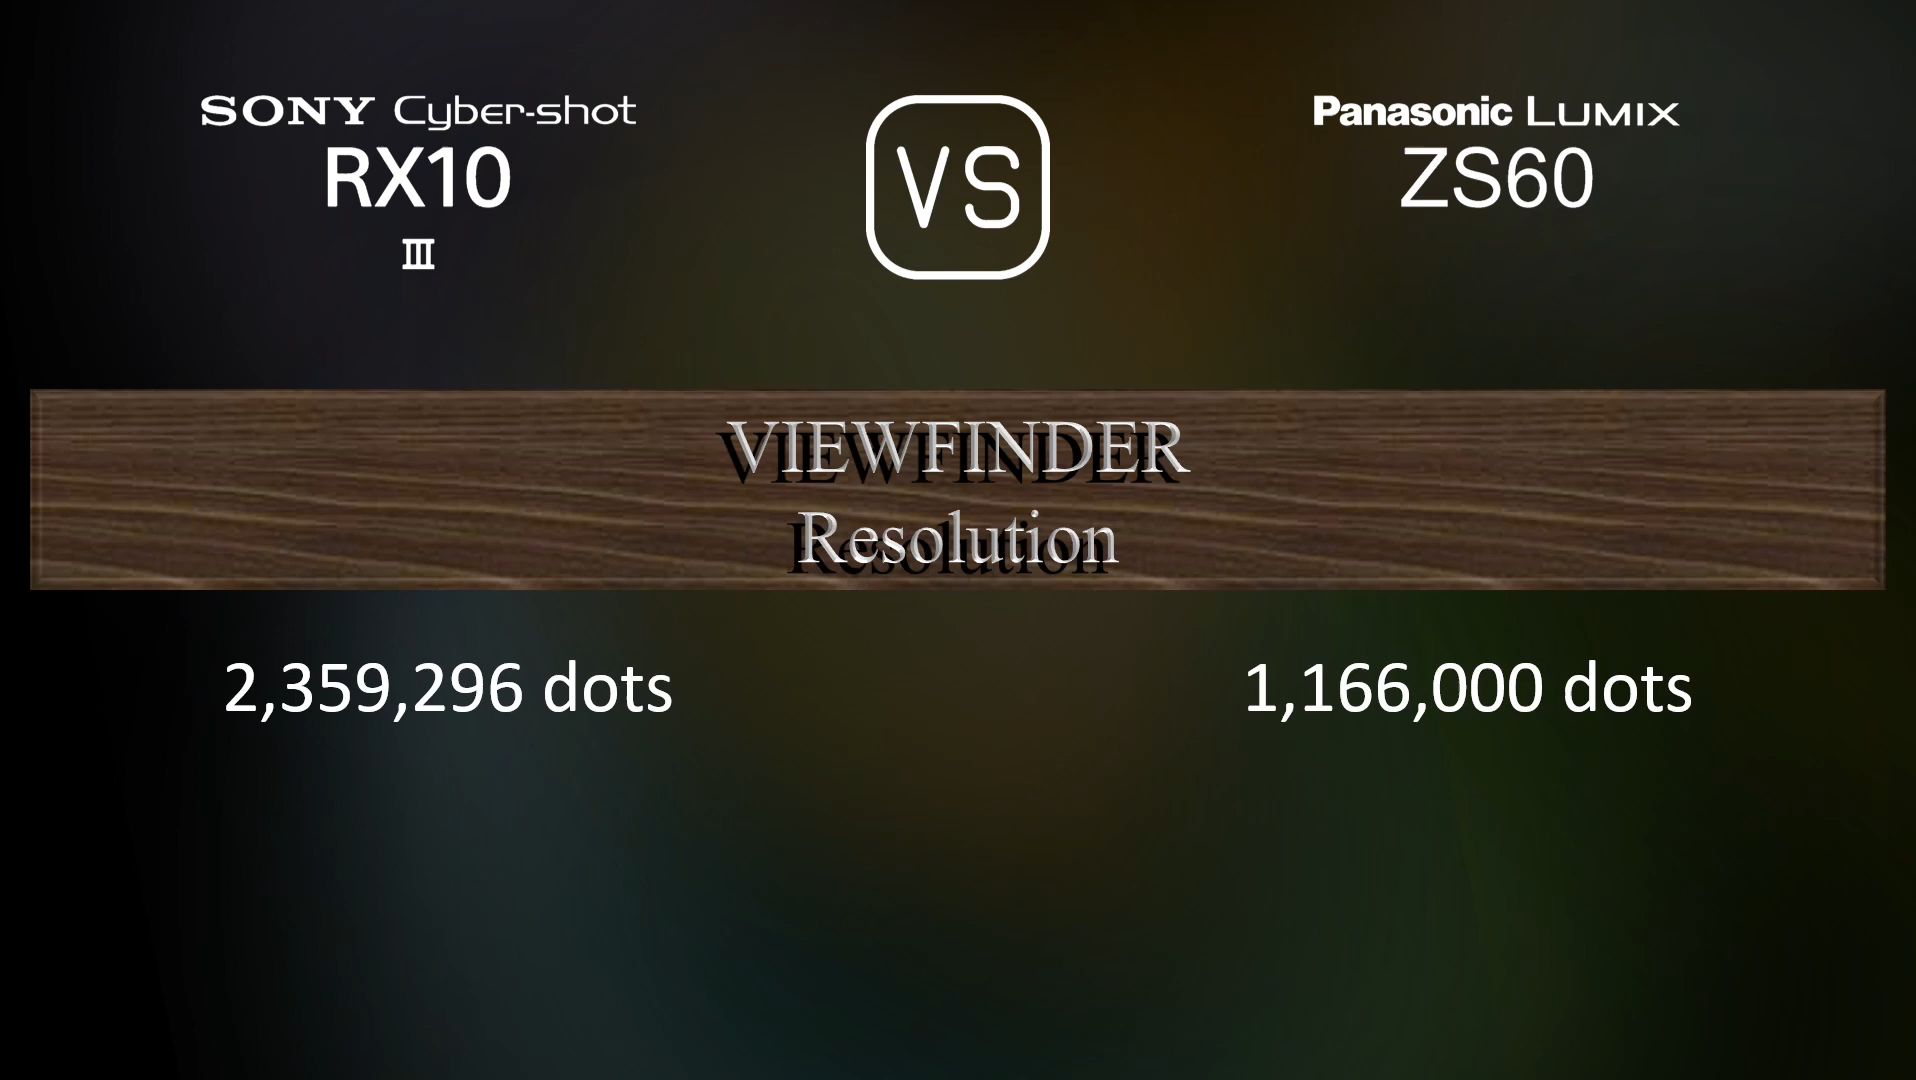 SONY Cyber-shot
RX10
III
VS
Panasonic LUMIX
ZS60
VIEWFINDER
Resolution
2,359,296 dots
1,166,000 dots